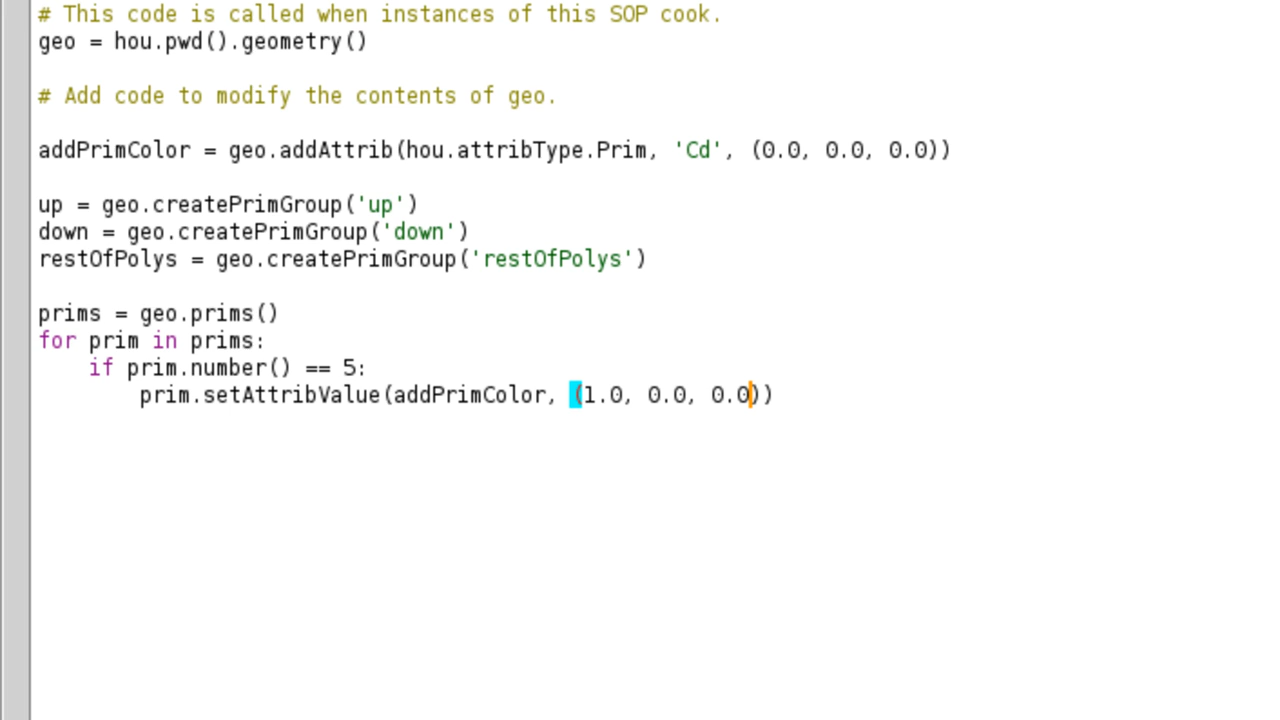 # This code is called when instances of this SOP cook.
geo = hou.pwd().geometry()
# Add code to modify the contents of geo.
addPrimColor = geo.addAttrib(hou.attribType.Prim, 'Cd', (0.0, 0.0, 0.0))
up = geo.createPrimGroup('up')
down = geo.createPrimGroup('down')
restOfPolys = geo.createPrimGroup('restOfPolys')
prims = geo.prims()
for prim in prims:
    if prim.number() == 5:
        prim.setAttribValue(addPrimColor, (1.0, 0.0, 0.0))